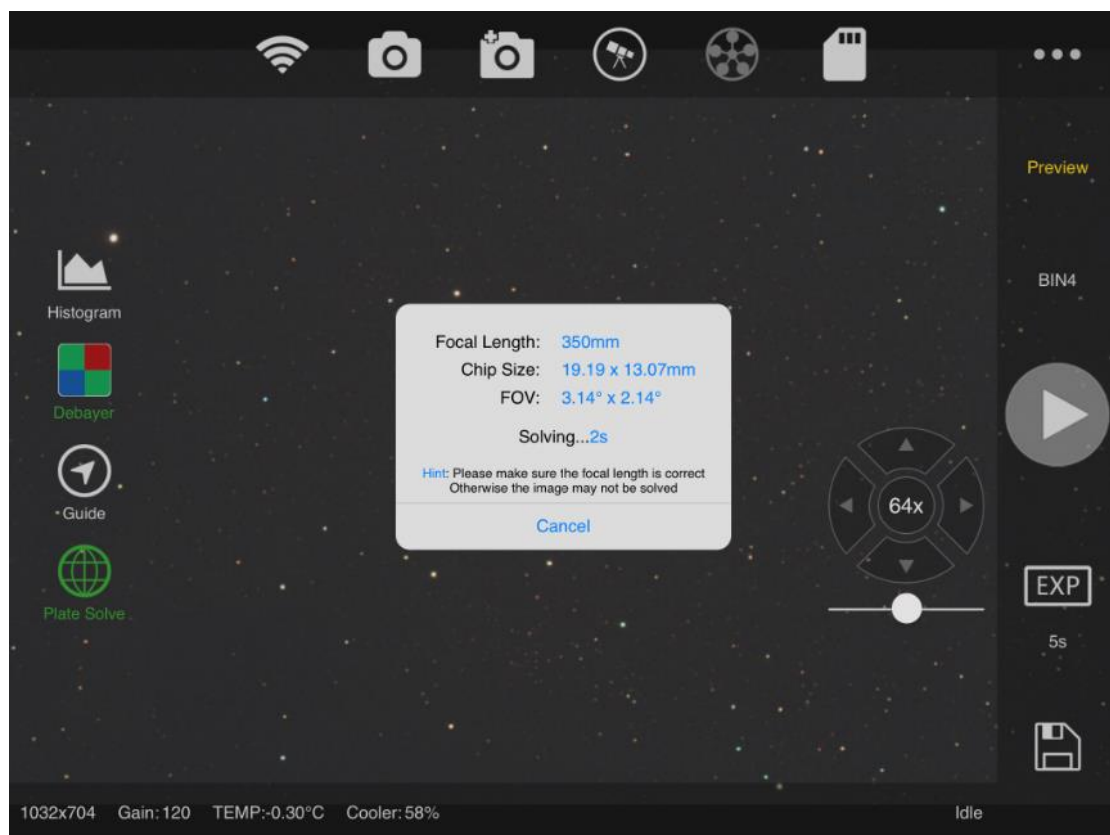 Preview
BIN4
Histogram
Debayer
Guide
Plate Solve
Focal Length: 350mm
Chip Size: 19.19 x 13.07mm
FOV: 3.14° x 2.14°
Solving...2s
Hint: Please make sure the focal length is correct
Otherwise the image may not be solved
Cancel
64x
EXP
5s
1032x704 Gain:120 TEMP:-0.30°C Cooler:58% Idle